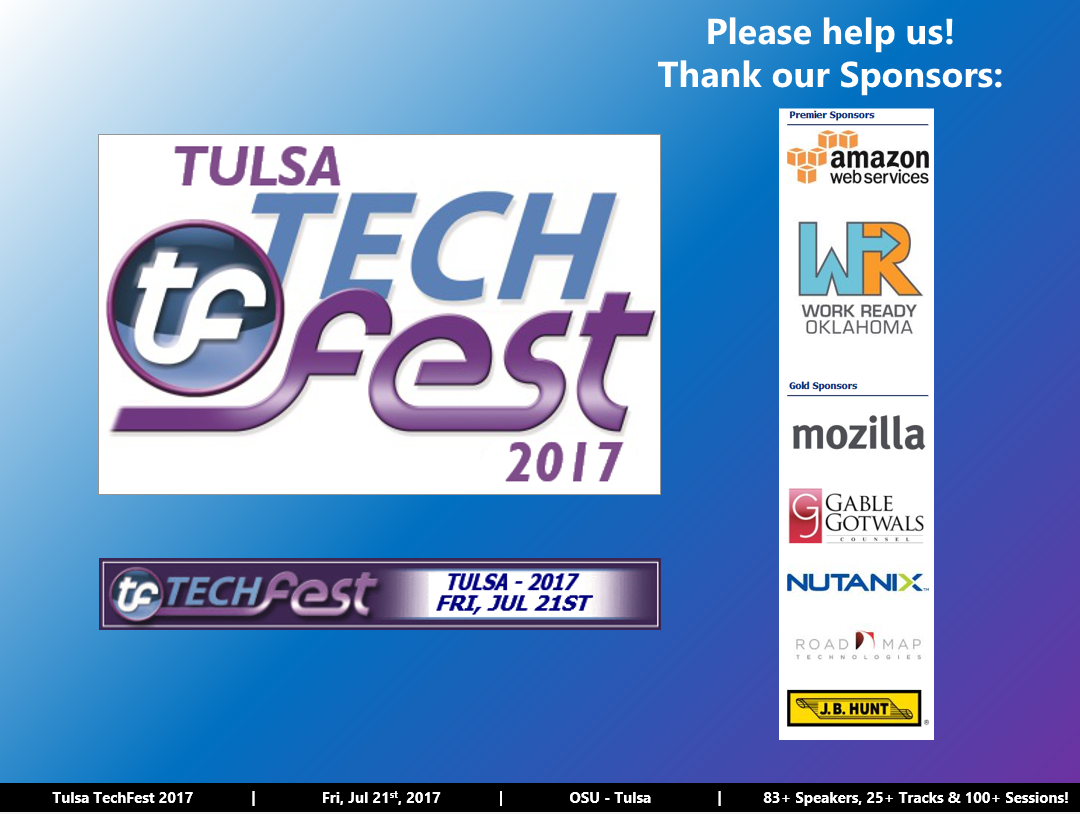 Please help us!
Thank our Sponsors:
TULSA
TECH
tf
fest
2017
tf TECHfest
TULSA - 2017
FRI, JUL 21ST
Premier Sponsors
amazon
web services
WR
WORK READY
OKLAHOMA
Gold Sponsors
mozilla
g GABLE
GOTWALS
COUNSEL
NUTANIX™
ROAD MAP
TECHNOLOGIES
J.B. HUNT ®
Tulsa TechFest 2017 | Fri, Jul 21st, 2017 | OSU - Tulsa | 83+ Speakers, 25+ Tracks & 100+ Sessions!